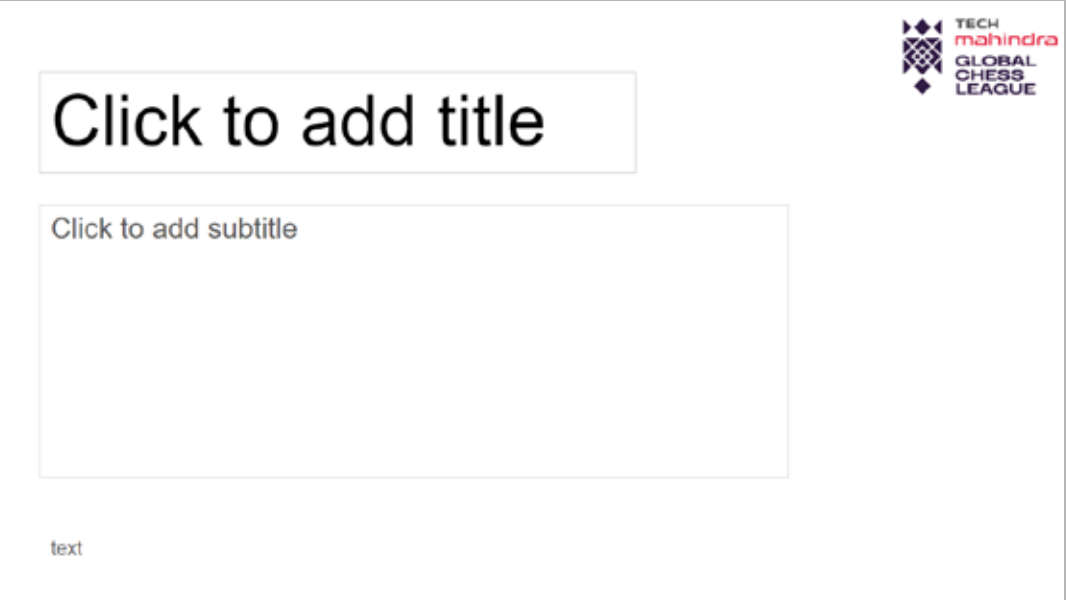 TECH
mahindra
GLOBAL
CHESS
LEAGUE
Click to add title
Click to add subtitle
text